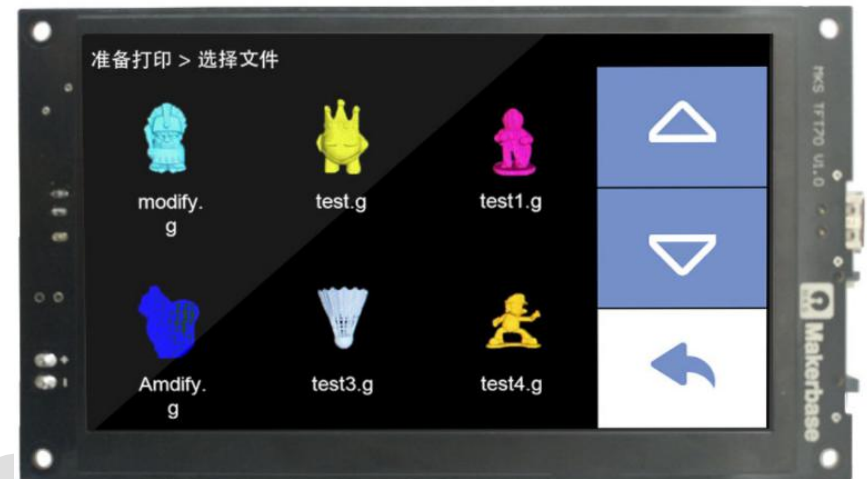 准备打印 > 选择文件
modify.
g
test.g
test1.g
Amdify.
g
test3.g
test4.g
MKS TFT70 V1.0
Makerbase
+
-